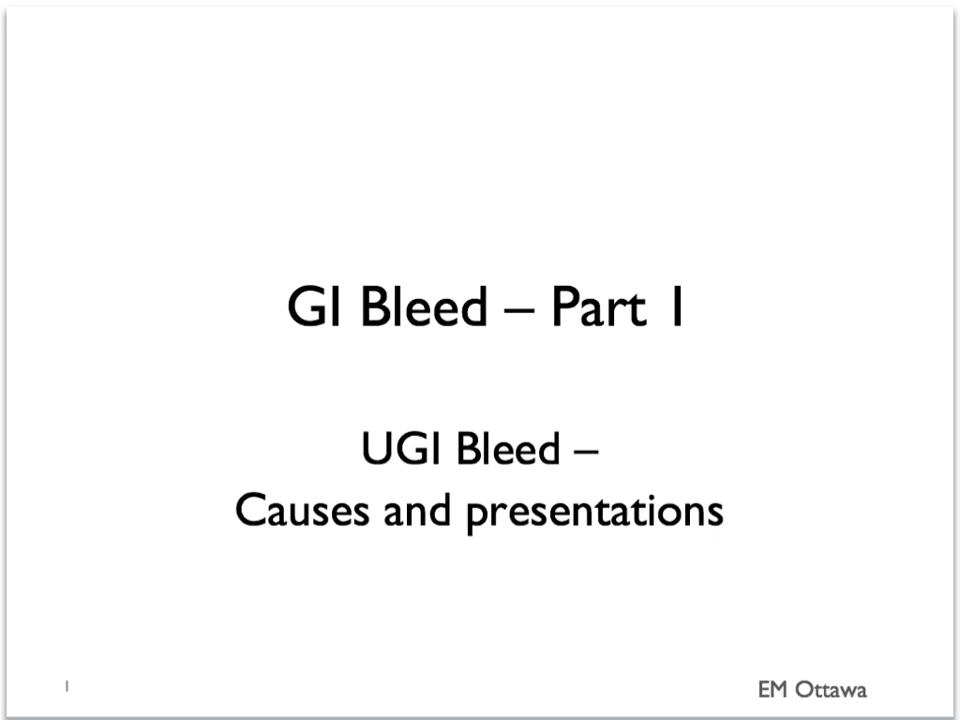 GI Bleed – Part 1
UGI Bleed –
Causes and presentations
1
EM Ottawa